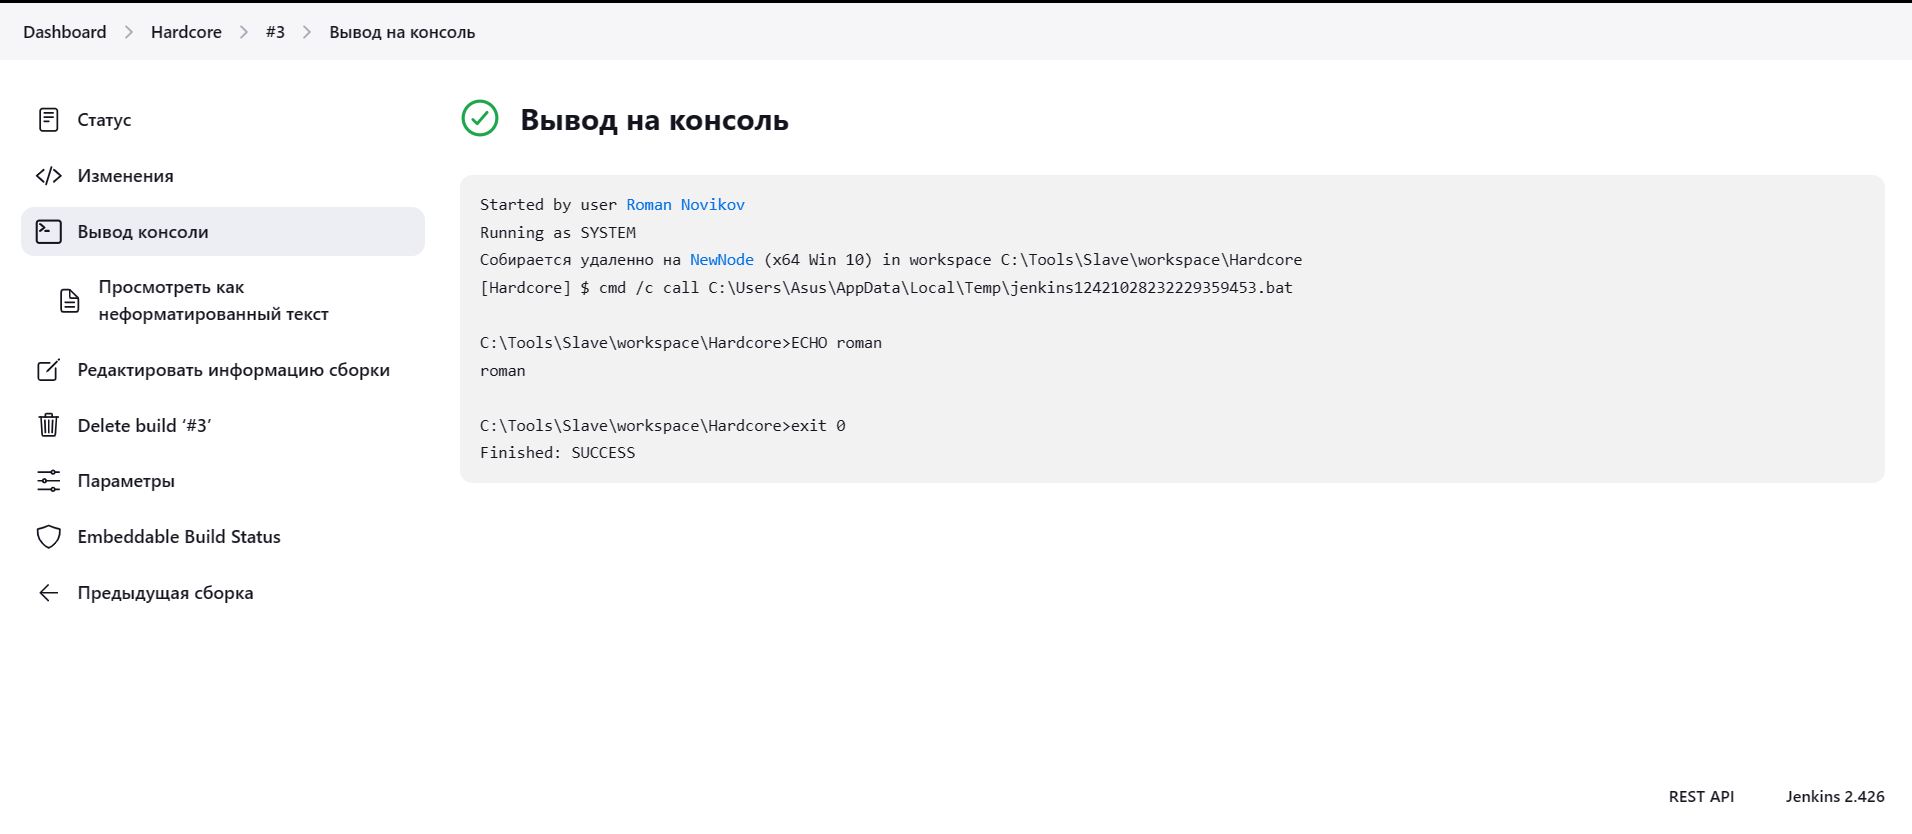 Dashboard > Hardcore > #3 > Вывод на консоль
Статус
Изменения
Вывод консоли
Просмотреть как
неформатированный текст
Редактировать информацию сборки
Delete build ‘#3’
Параметры
Embeddable Build Status
Предыдущая сборка
Вывод на консоль
Started by user Roman Novikov
Running as SYSTEM
Собирается удаленно на NewNode (x64 Win 10) in workspace C:\Tools\Slave\workspace\Hardcore
[Hardcore] $ cmd /c call C:\Users\Asus\AppData\Local\Temp\jenkins12421028232229359453.bat
C:\Tools\Slave\workspace\Hardcore>ECHO roman
roman
C:\Tools\Slave\workspace\Hardcore>exit 0
Finished: SUCCESS
REST API
Jenkins 2.426